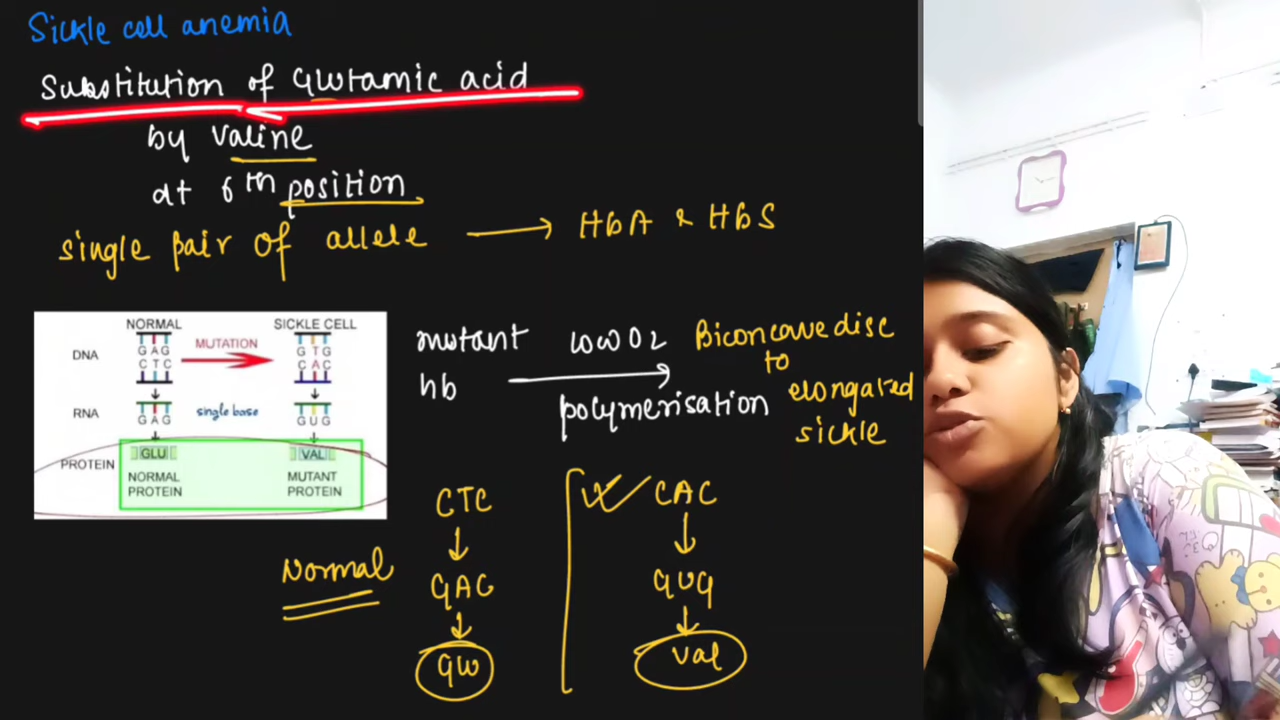 Sickle cell anemia
Substitution of Glutamic acid
by valine
at 6th position
single pair of allele → HbA & HbS
NORMAL SICKLE CELL
DNA GAG MUTATION GTG
CTC CAC
RNA GAG single base GUG
PROTEIN GLU VAL
NORMAL PROTEIN MUTANT PROTEIN
mutant hb
low O2
polymerisation
Biconcave disc
to
elongated
sickle
Normal
CTC
↓
GAG
↓
Glu
CAC
↓
GUG
↓
val